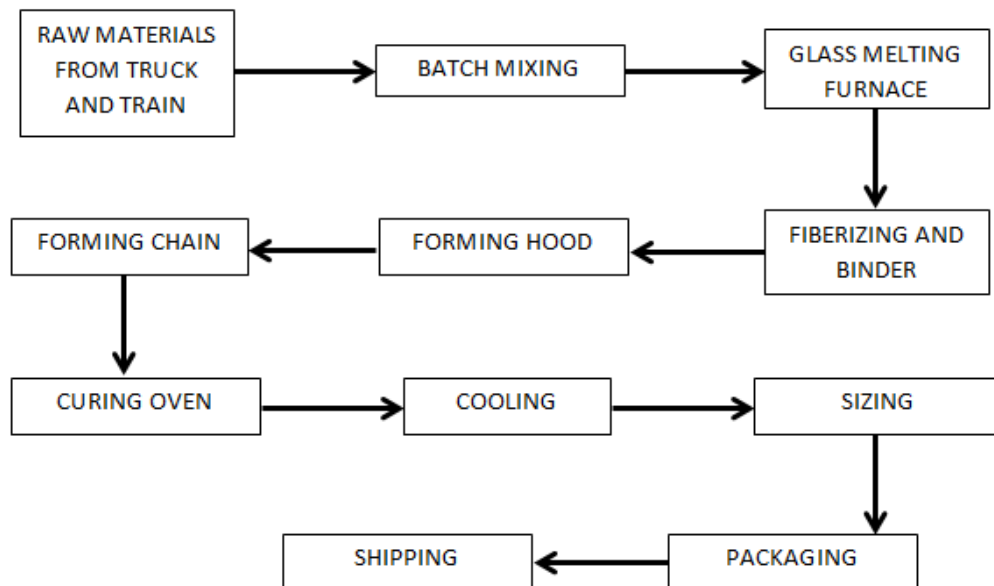 RAW MATERIALS
FROM TRUCK
AND TRAIN
BATCH MIXING
GLASS MELTING
FURNACE
FORMING CHAIN
FORMING HOOD
FIBERIZING AND
BINDER
CURING OVEN
COOLING
SIZING
SHIPPING
PACKAGING